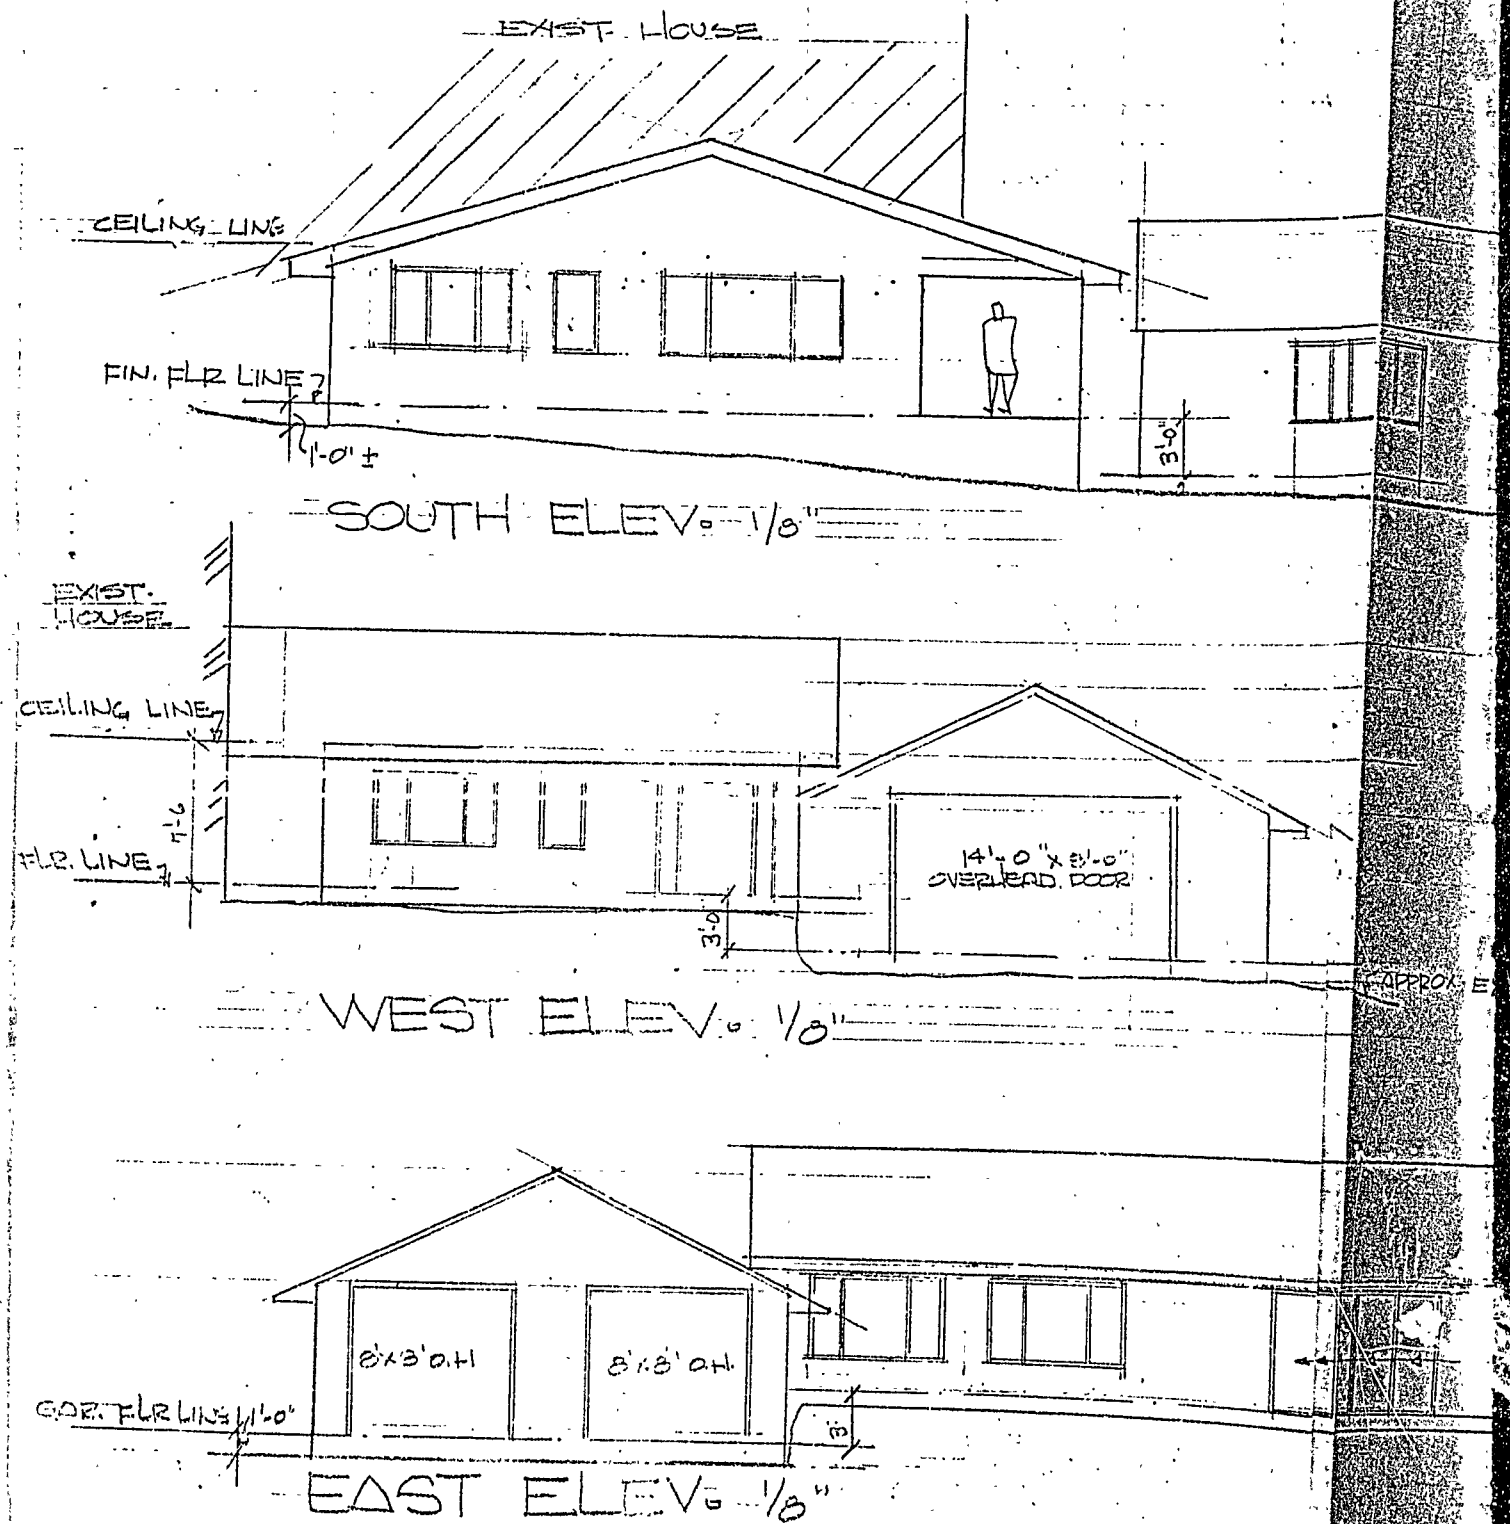 EXIST. HOUSE
CEILING LINE
FIN. FLR LINE
1'-0" ±
3'-0"
SOUTH ELEV. 1/8"
EXIST.
HOUSE
CEILING LINE
7'-6
FLR. LINE
14'-0" x 8'-0"
OVERHEAD DOOR
3'-0
APPROX. E
WEST ELEV. 1/8"
8' x 8' O.H
8' x 8' O.H.
GAR. FLR LINE 1'-0"
3'
EAST ELEV. 1/8"